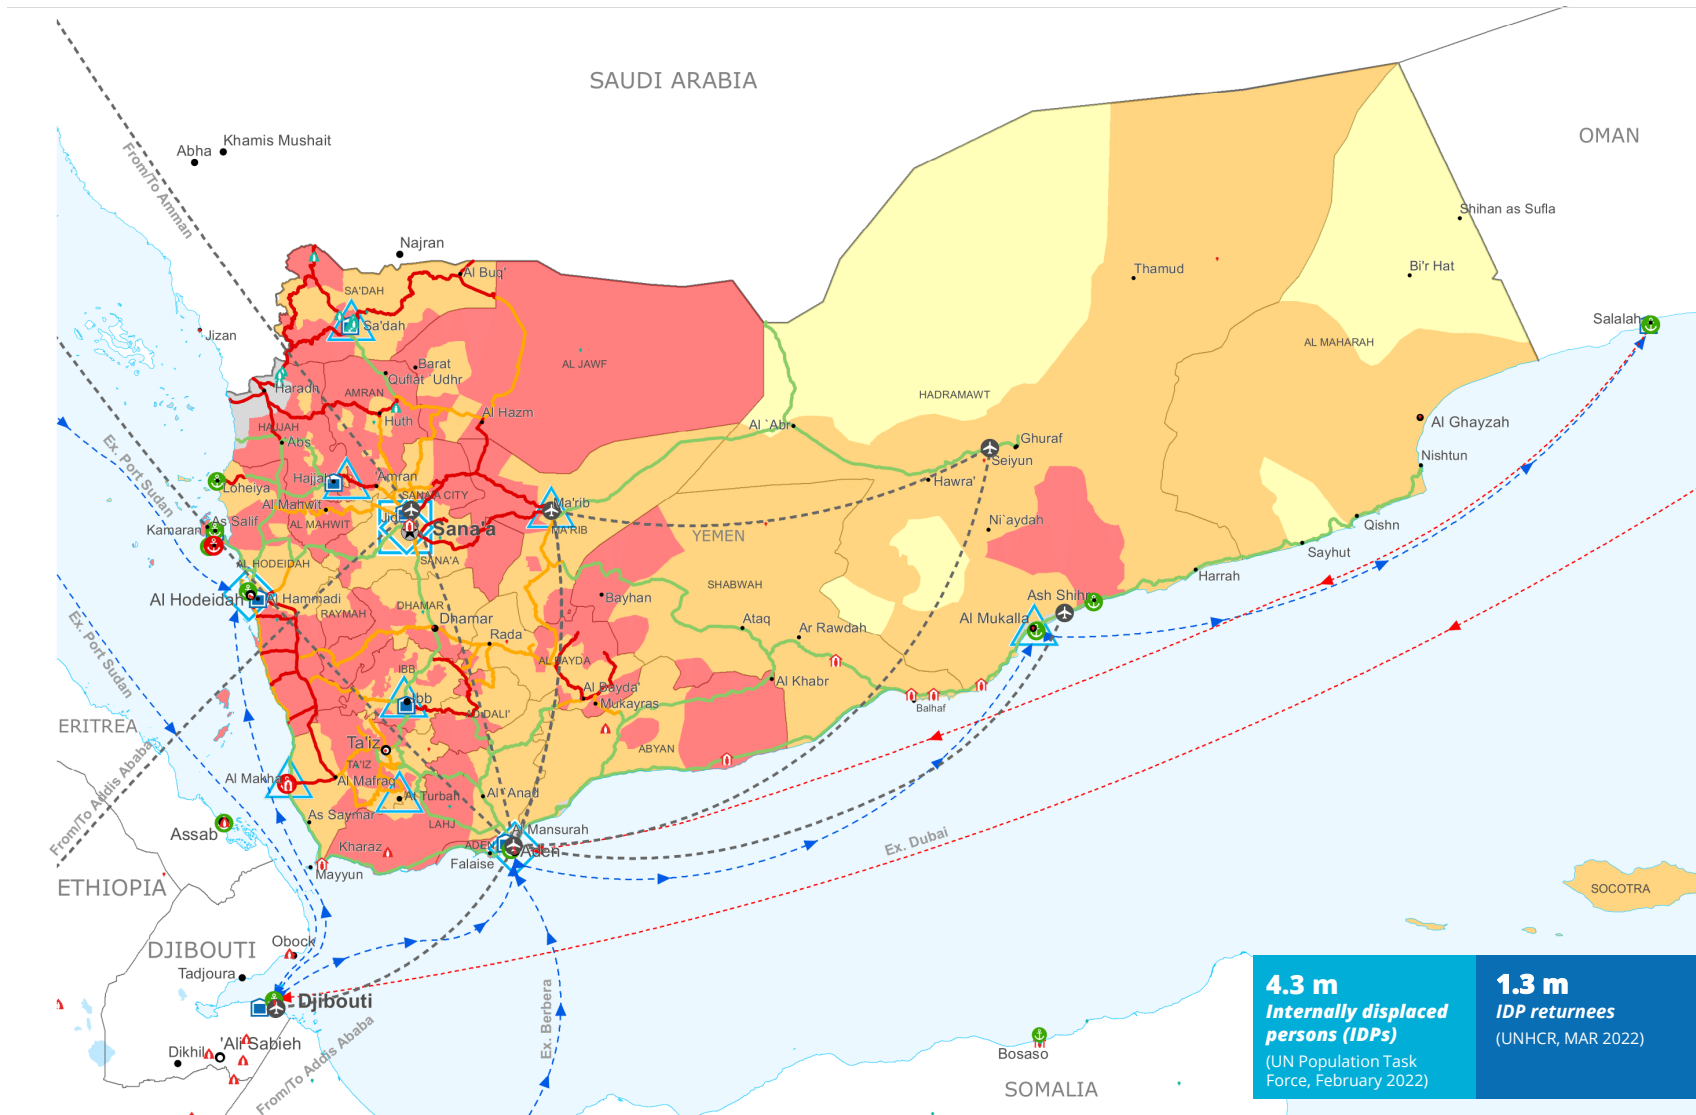 SAUDI ARABIA
OMAN
Khamis Mushait
Abha
From/To Amman
Shihan as Sufla
Najran
Al Buq'
Bi'r Hat
Thamud
SA'DAH
Sa'dah
Jizan
Salalah
AL MAHARAH
Barat
Quflat `Udhr
AL JAWF
Haradh
AMRAN
HADRAMAWT
Al Hazm
Huth
HAJJAH
Abs
Al `Abr
Al Ghayzah
Ghuraf
Seiyun
Nishtun
Ex. Port Sudan
Hajjah
Amran
Loheiya
Hawra'
SANA'A CITY
Al Mahwit
Ma'rib
AL MAHWIT
As Salif
Kamaran
Sana'a
MA'RIB
Ni`aydah
Qishn
YEMEN
Sayhut
AL HODEIDAH
SANA'A
Harrah
SHABWAH
Al Hodeidah
Al Hammadi
Bayhan
Ash Shihr
RAYMAH
DHAMAR
Dhamar
Ataq
Ar Rawdah
Al Mukalla
Rada
Ex. Port Sudan
IBB
AL BAYDA
Ibb
Al Bayda'
Mukayras
Al Khabr
Balhaf
AD DALI'
ERITREA
Ta'iz
TA'IZ
ABYAN
Al Makha
Al Mafraq
At Turbah
Al `Anad
From/To Addis Ababa
As Saymar
LAHJ
Assab
Al Mansurah
Kharaz
ADEN
Aden
Falaise
Ex. Dubai
Mayyun
ETHIOPIA
SOCOTRA
DJIBOUTI
Obock
Tadjoura
Djibouti
Ex. Berbera
'Ali Sabieh
Dikhil
From/To Addis Ababa
Bosaso
SOMALIA
4.3 m
Internally displaced
persons (IDPs)
(UN Population Task
Force, February 2022)
1.3 m
IDP returnees
(UNHCR, MAR 2022)